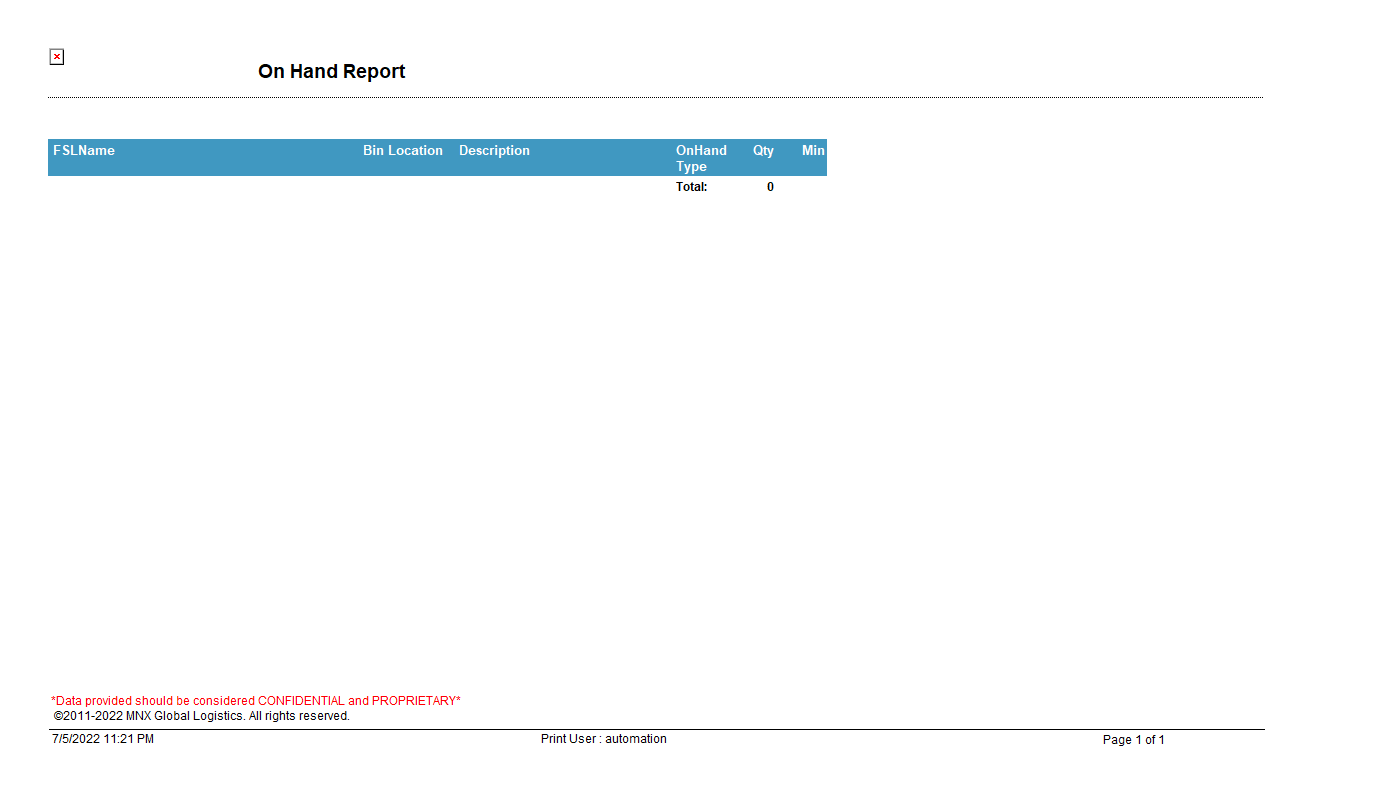 On Hand Report
FSLName Bin Location Description OnHand Type Qty Min
Total: 0
*Data provided should be considered CONFIDENTIAL and PROPRIETARY*
©2011-2022 MNX Global Logistics. All rights reserved.
7/5/2022 11:21 PM Print User : automation Page 1 of 1